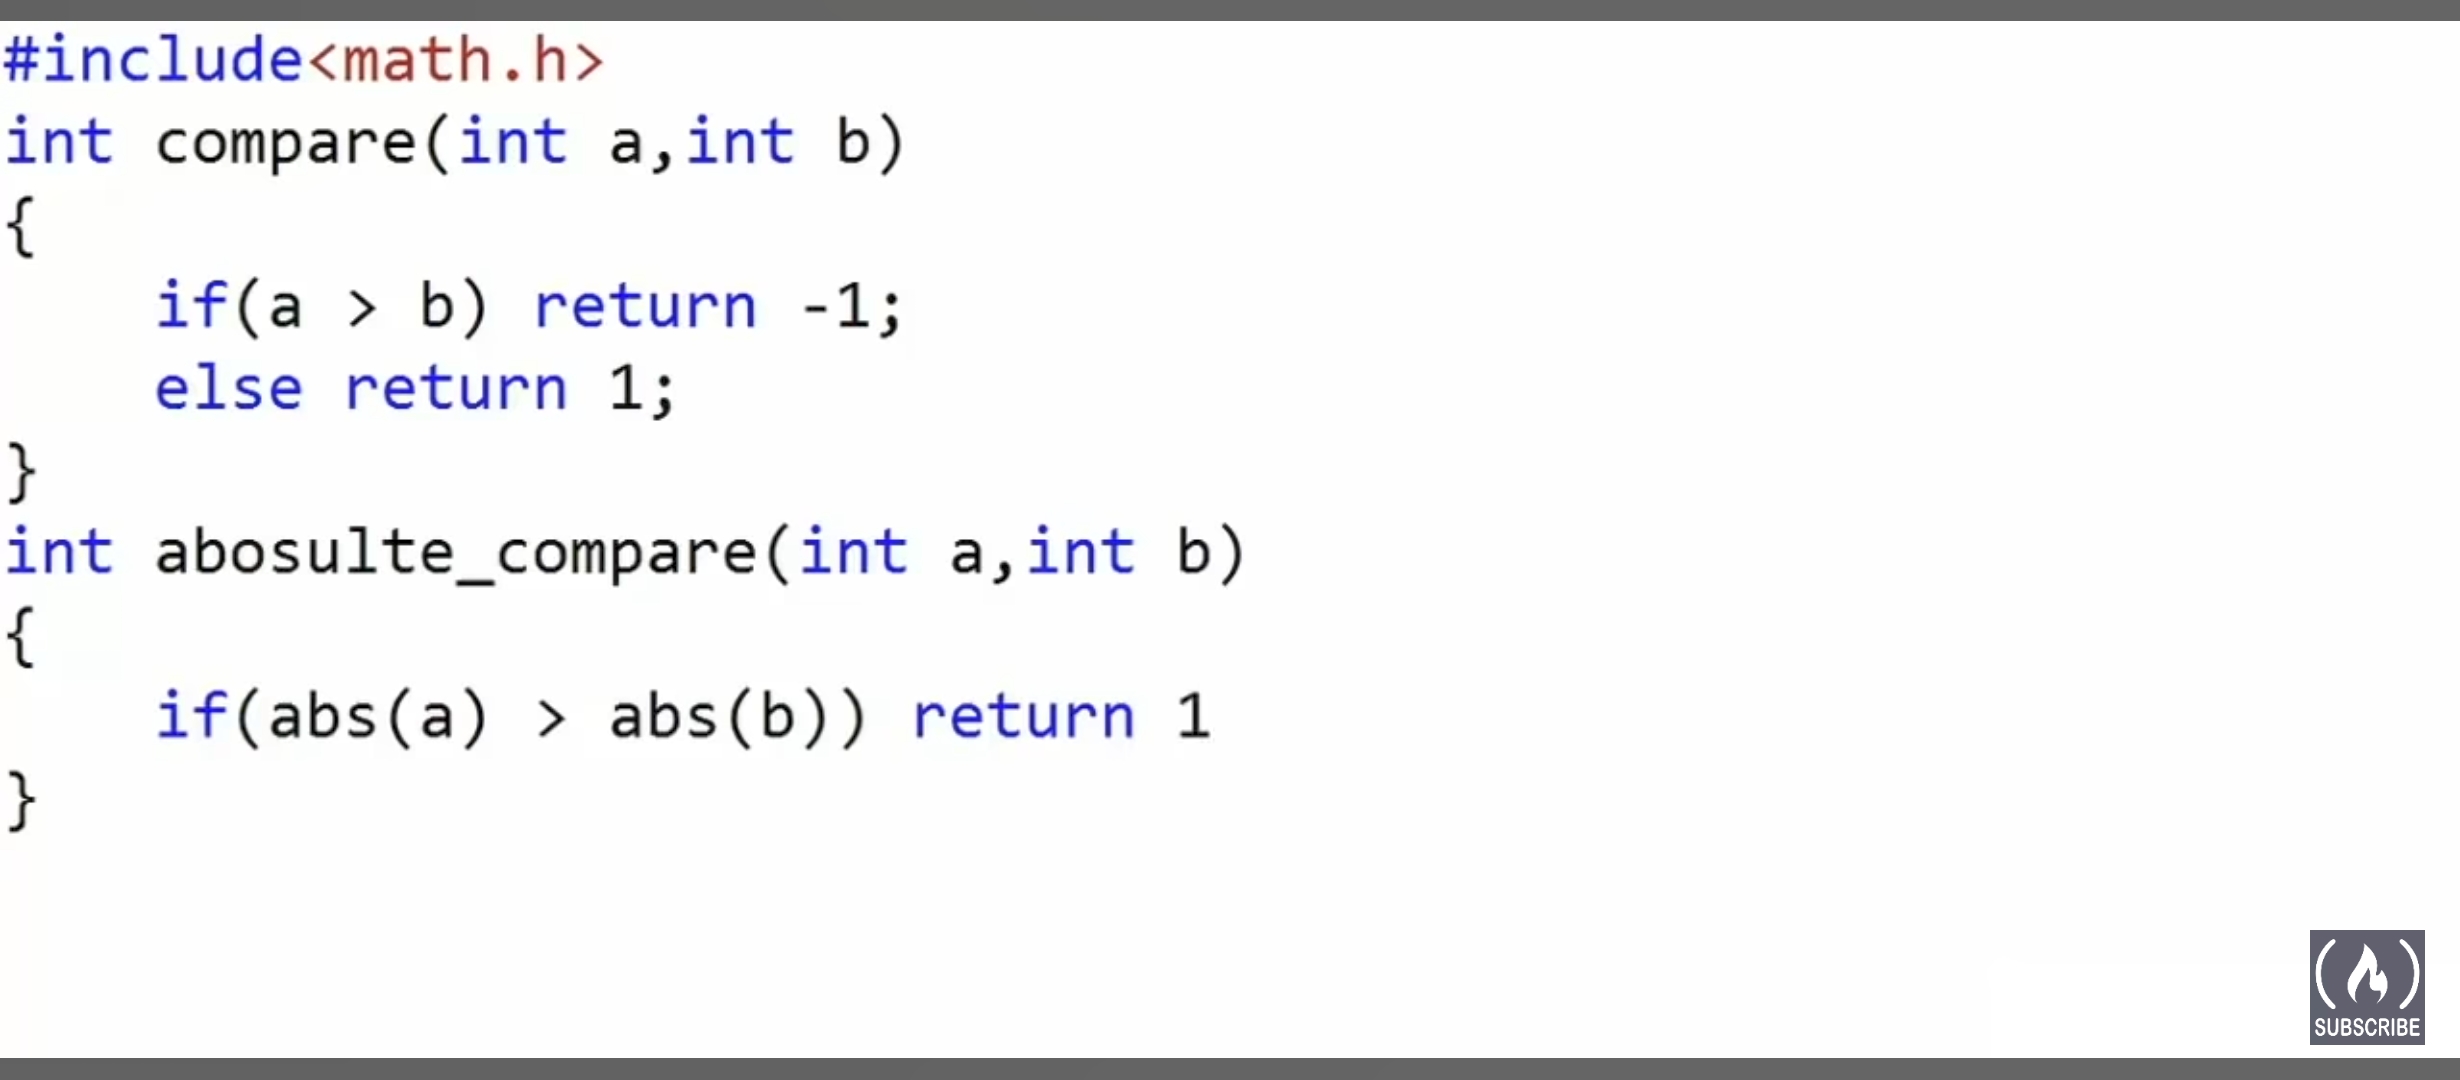 #include<math.h>
int compare(int a,int b)
{
    if(a > b) return -1;
    else return 1;
}
int abosulte_compare(int a,int b)
{
    if(abs(a) > abs(b)) return 1
}
SUBSCRIBE